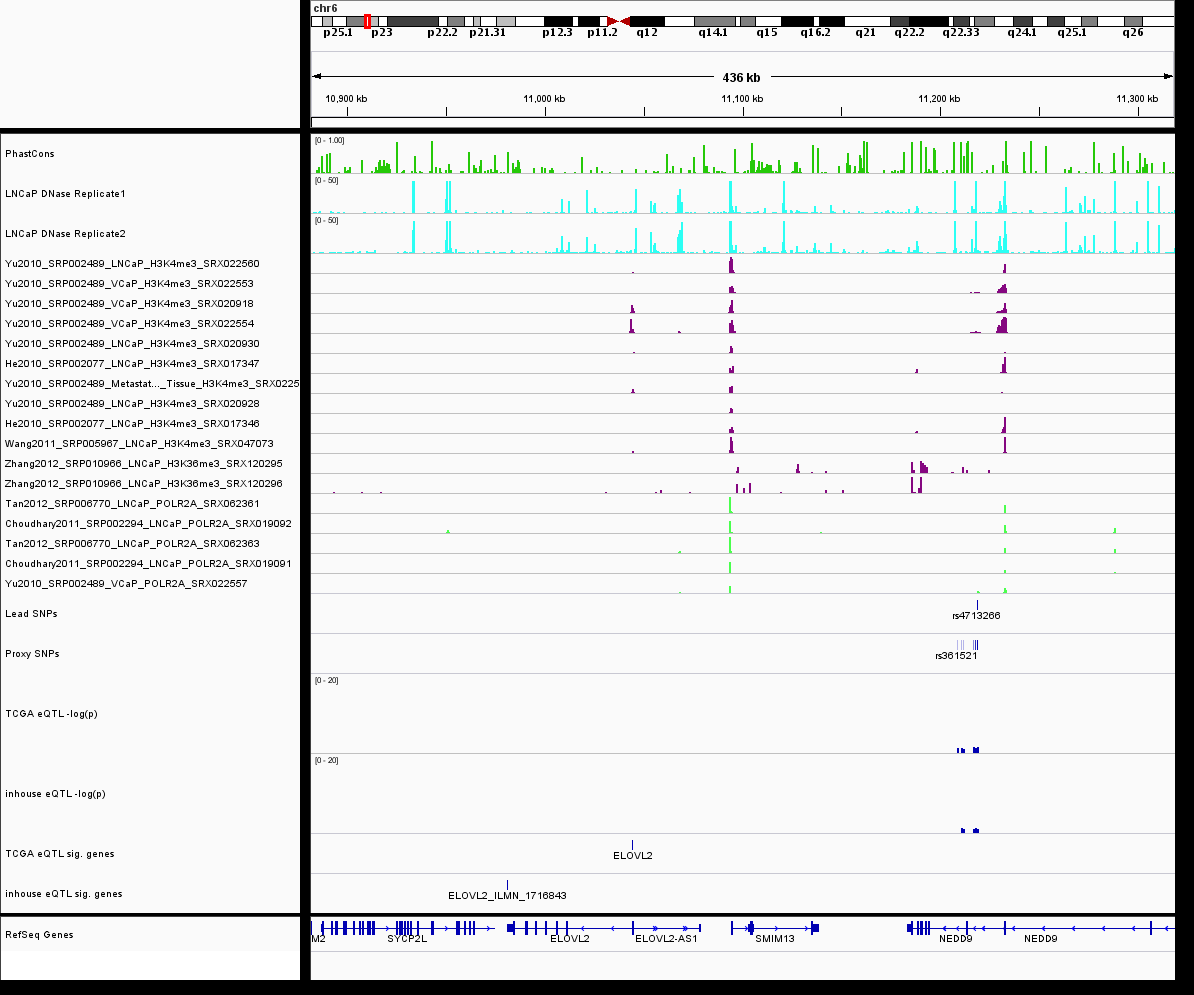 chr6
p25.1 p23 p22.2 p21.31 p12.3 p11.2 q12 q14.1 q15 q16.2 q21 q22.2 q22.33 q24.1 q25.1 q26
436 kb
10,900 kb 11,000 kb 11,100 kb 11,200 kb 11,300 kb
[0 - 1.00]
PhastCons
[0 - 50]
LNCaP DNase Replicate1
[0 - 50]
LNCaP DNase Replicate2
Yu2010_SRP002489_LNCaP_H3K4me3_SRX022560
Yu2010_SRP002489_VCaP_H3K4me3_SRX022553
Yu2010_SRP002489_VCaP_H3K4me3_SRX020918
Yu2010_SRP002489_VCaP_H3K4me3_SRX022554
Yu2010_SRP002489_LNCaP_H3K4me3_SRX020930
He2010_SRP002077_LNCaP_H3K4me3_SRX017347
Yu2010_SRP002489_Metastat..._Tissue_H3K4me3_SRX0225
Yu2010_SRP002489_LNCaP_H3K4me3_SRX020928
He2010_SRP002077_LNCaP_H3K4me3_SRX017346
Wang2011_SRP005967_LNCaP_H3K4me3_SRX047073
Zhang2012_SRP010966_LNCaP_H3K36me3_SRX120295
Zhang2012_SRP010966_LNCaP_H3K36me3_SRX120296
Tan2012_SRP006770_LNCaP_POLR2A_SRX062361
Choudhary2011_SRP002294_LNCaP_POLR2A_SRX019092
Tan2012_SRP006770_LNCaP_POLR2A_SRX062363
Choudhary2011_SRP002294_LNCaP_POLR2A_SRX019091
Yu2010_SRP002489_VCaP_POLR2A_SRX022557
Lead SNPs
rs4713266
Proxy SNPs
rs361521
[0 - 20]
TCGA eQTL -log(p)
[0 - 20]
inhouse eQTL -log(p)
TCGA eQTL sig. genes
ELOVL2
inhouse eQTL sig. genes
ELOVL2_ILMN_1716843
RefSeq Genes
M2 SYCP2L ELOVL2 ELOVL2-AS1 SMIM13 NEDD9 NEDD9